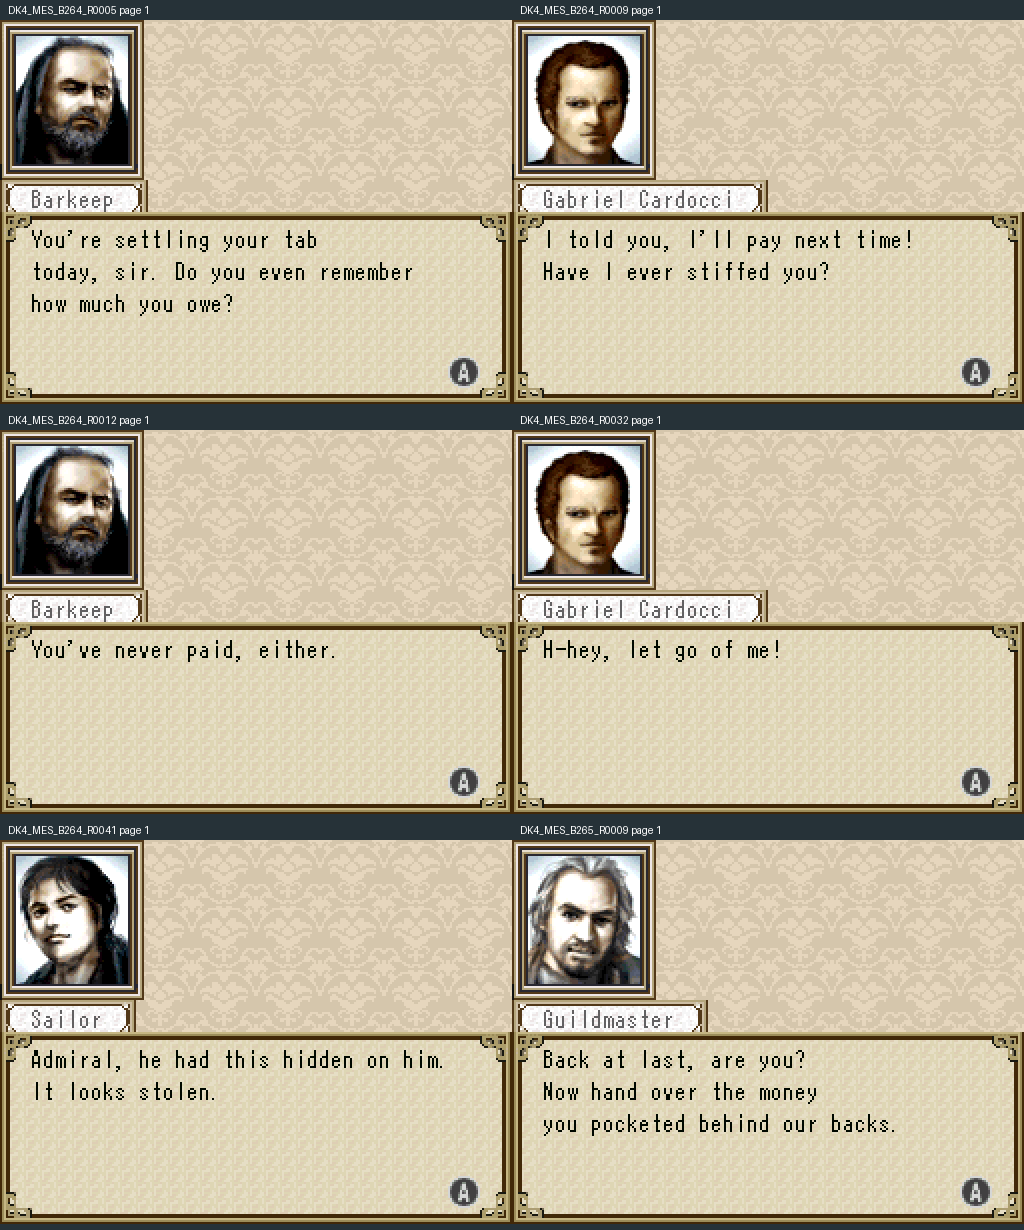 DK4_MES_B264_R0005 page 1
Barkeep
You're settling your tab
today, sir. Do you even remember
how much you owe?
A
DK4_MES_B264_R0009 page 1
Gabriel Cardocci
I told you, I'll pay next time!
Have I ever stiffed you?
A
DK4_MES_B264_R0012 page 1
Barkeep
You've never paid, either.
A
DK4_MES_B264_R0032 page 1
Gabriel Cardocci
H-hey, let go of me!
A
DK4_MES_B264_R0041 page 1
Sailor
Admiral, he had this hidden on him.
It looks stolen.
A
DK4_MES_B265_R0009 page 1
Guildmaster
Back at last, are you?
Now hand over the money
you pocketed behind our backs.
A